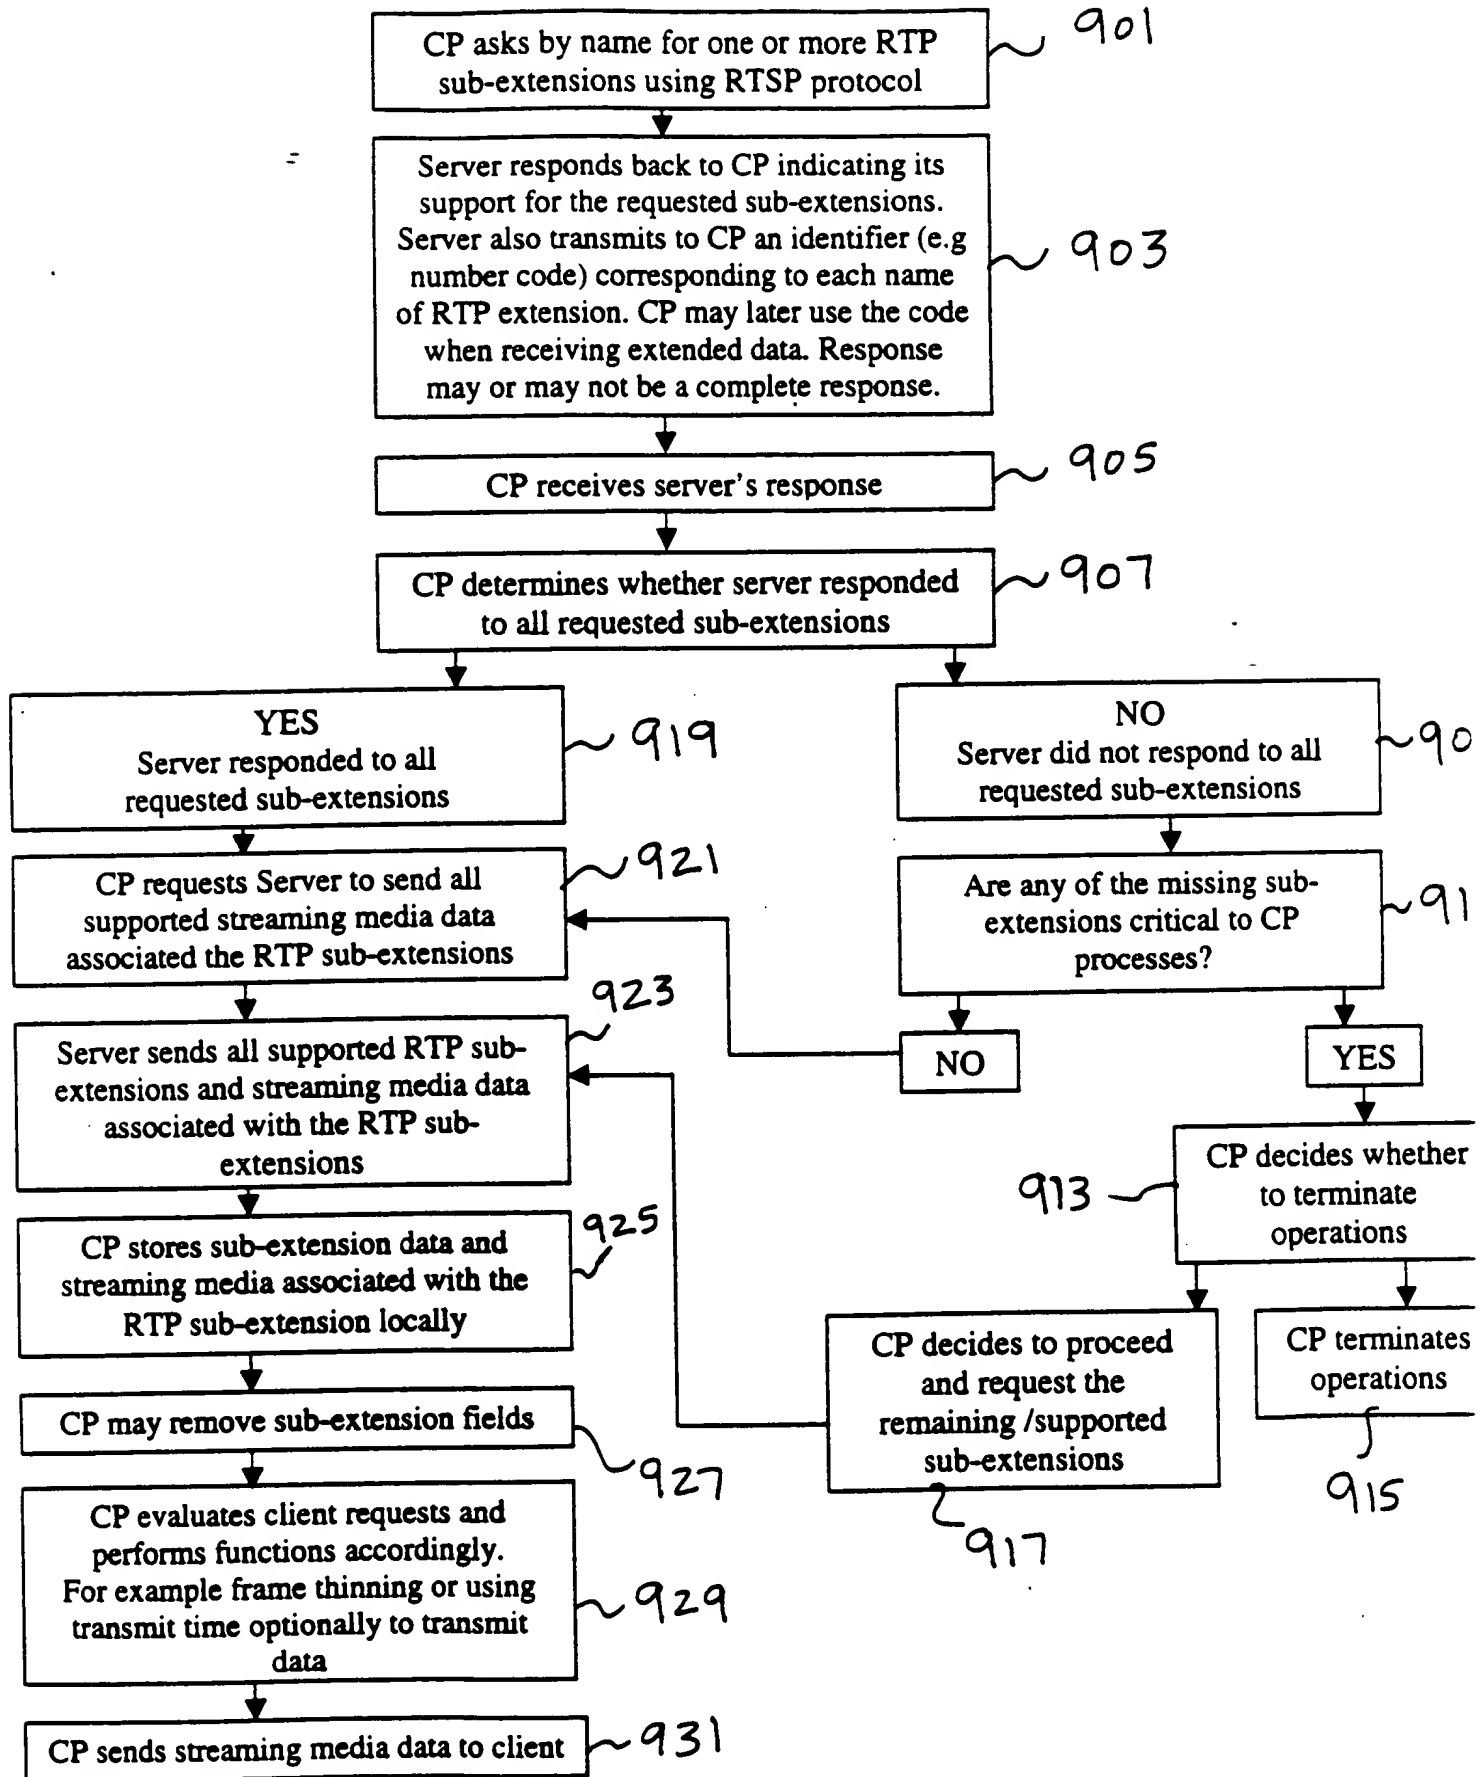 CP asks by name for one or more RTP
sub-extensions using RTSP protocol
901
Server responds back to CP indicating its
support for the requested sub-extensions.
Server also transmits to CP an identifier (e.g
number code) corresponding to each name
of RTP extension. CP may later use the code
when receiving extended data. Response
may or may not be a complete response.
903
CP receives server's response
905
CP determines whether server responded
to all requested sub-extensions
907
YES
Server responded to all
requested sub-extensions
919
NO
Server did not respond to all
requested sub-extensions
90
CP requests Server to send all
supported streaming media data
associated the RTP sub-extensions
921
Are any of the missing sub-
extensions critical to CP
processes?
91
Server sends all supported RTP sub-
extensions and streaming media data
associated with the RTP sub-
extensions
923
NO
YES
CP decides whether
to terminate
operations
913
CP stores sub-extension data and
streaming media associated with the
RTP sub-extension locally
925
CP decides to proceed
and request the
remaining /supported
sub-extensions
917
CP terminates
operations
915
CP may remove sub-extension fields
927
CP evaluates client requests and
performs functions accordingly.
For example frame thinning or using
transmit time optionally to transmit
data
929
CP sends streaming media data to client
931